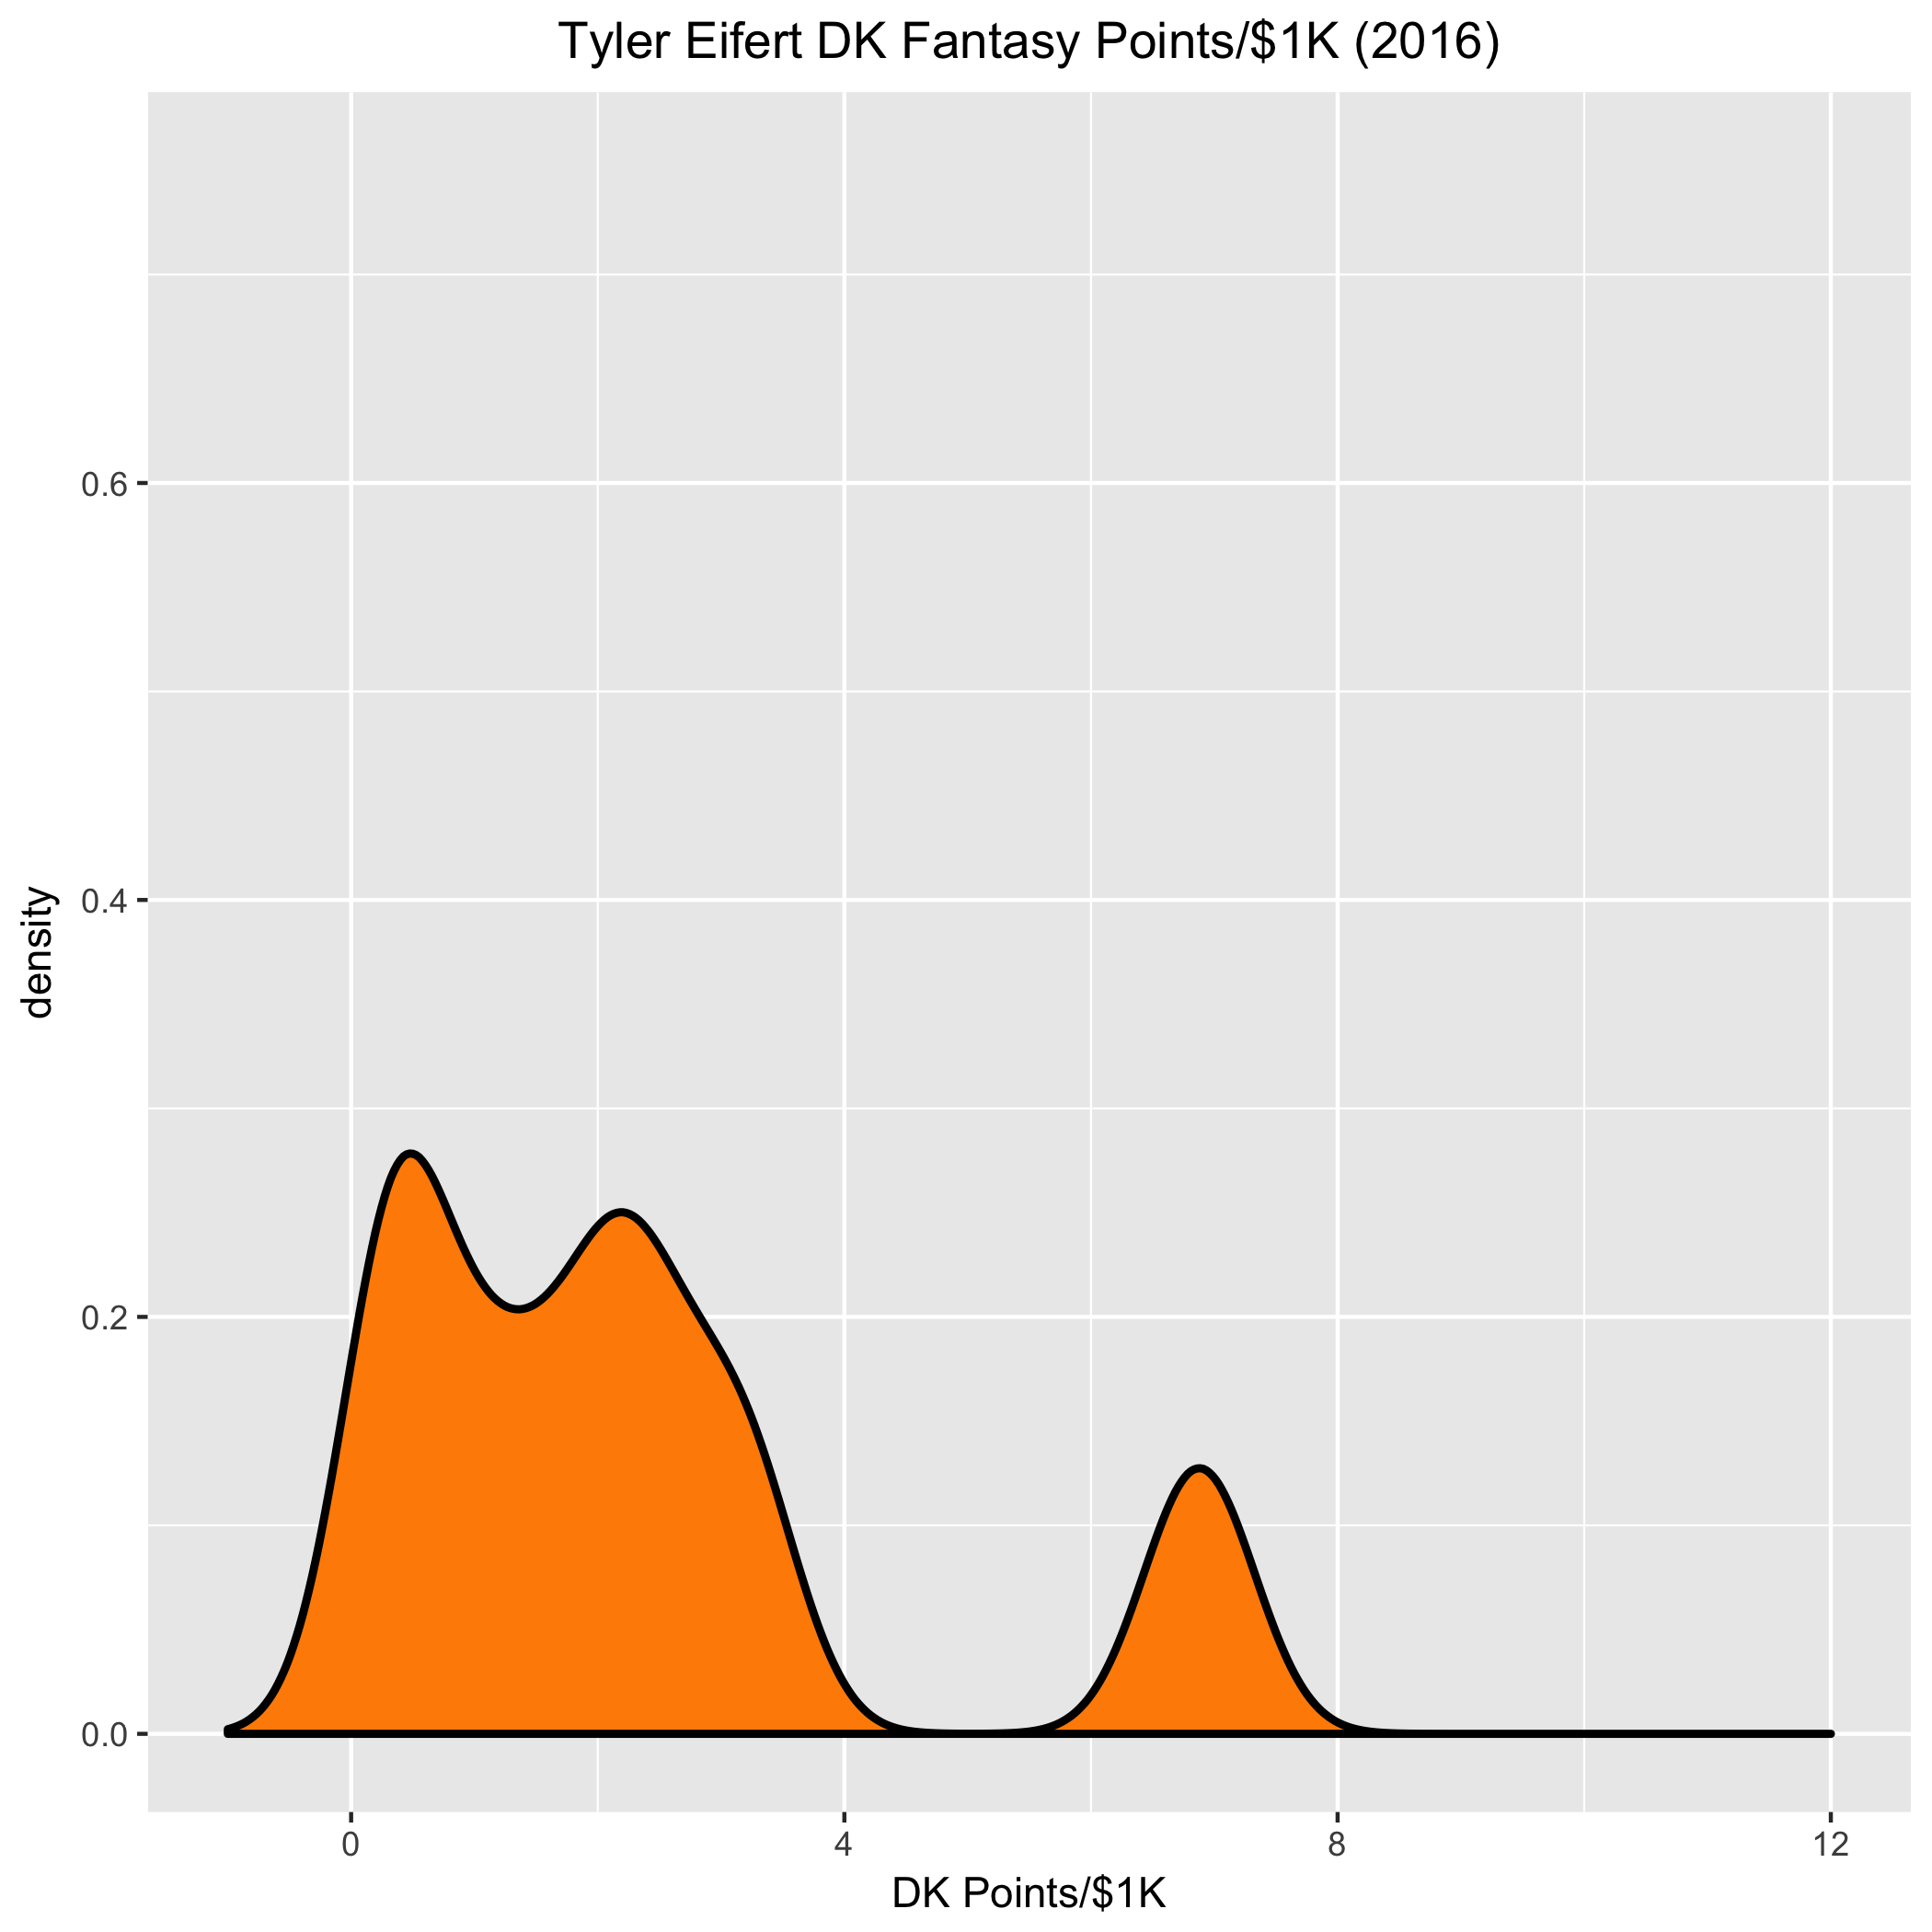 Tyler Eifert DK Fantasy Points/$1K (2016)
density
0.6
0.4
0.2
0.0
0 4 8 12
DK Points/$1K